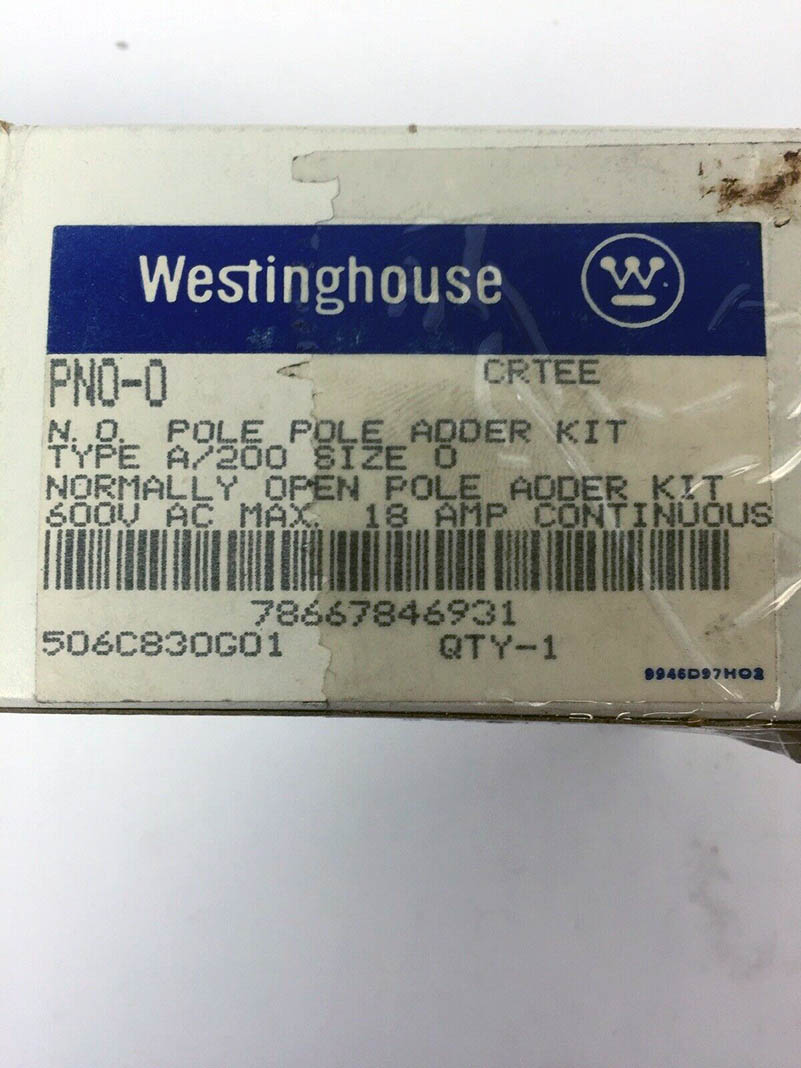 Westinghouse W
PNO-0 CRTEE
N. O. POLE POLE ADDER KIT
TYPE A/200 SIZE 0
NORMALLY OPEN POLE ADDER KIT
600V AC MAX. 18 AMP CONTINUOUS
78667846931
506C830G01 QTY-1
9946D97H02